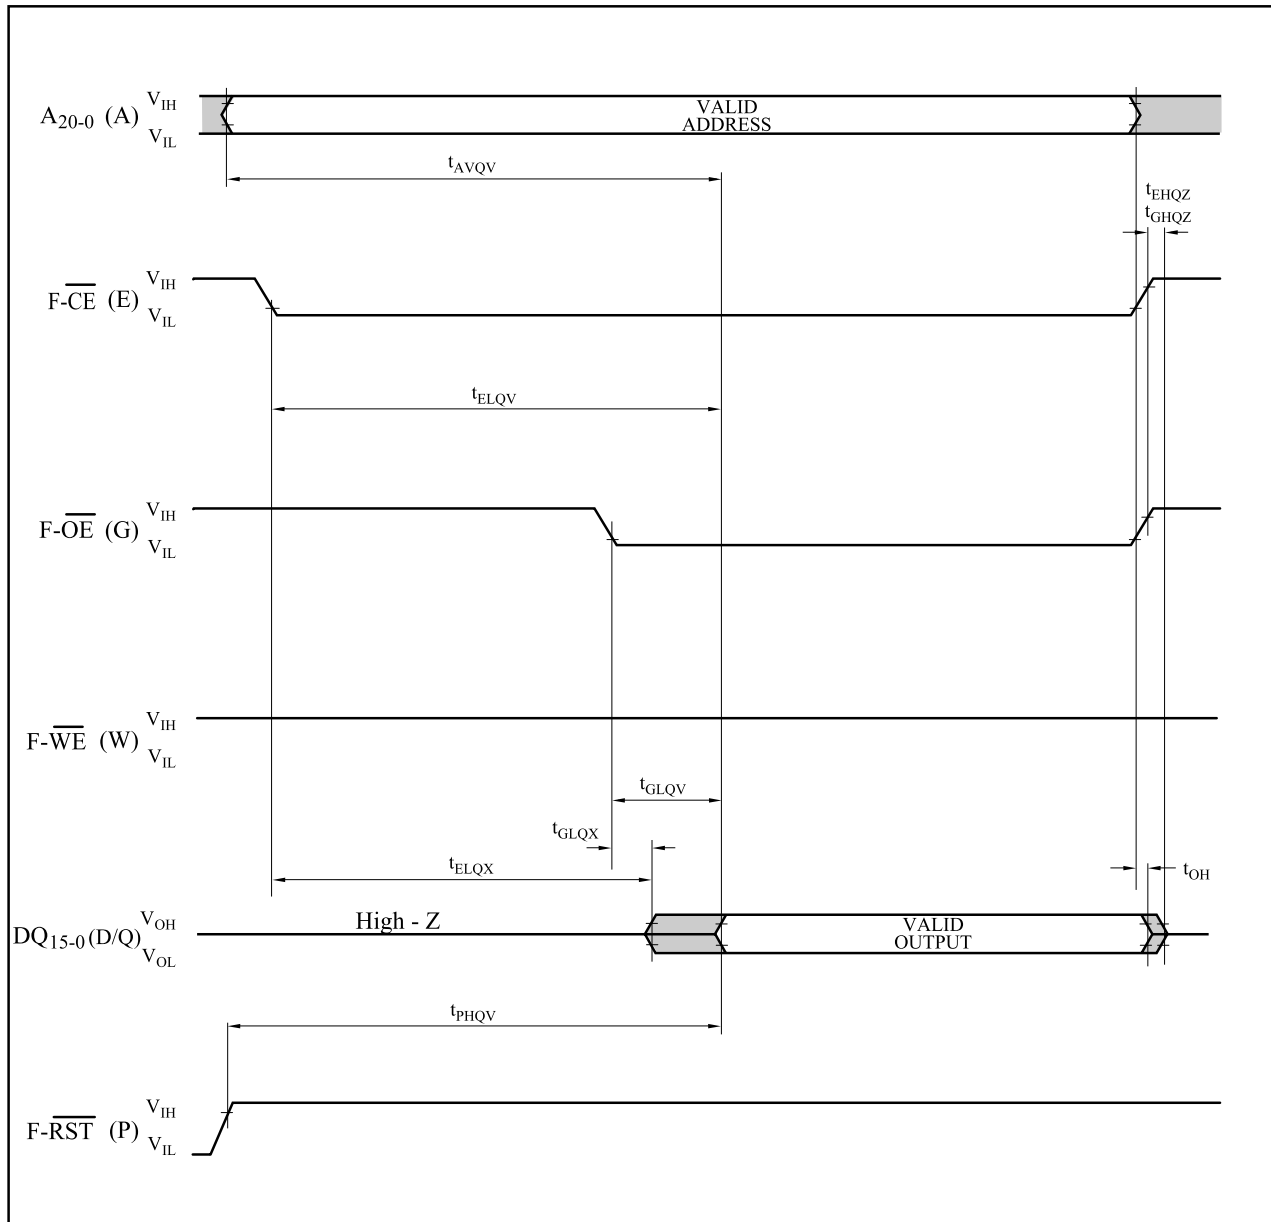 A20-0 (A) VIH
VIL
VALID
ADDRESS
tAVQV
tEHQZ
tGHQZ
F-CE (E) VIH
VIL
tELQV
F-OE (G) VIH
VIL
F-WE (W) VIH
VIL
tGLQV
tGLQX
tELQX
tOH
DQ15-0 (D/Q) VOH
VOL
High - Z
VALID
OUTPUT
tPHQV
F-RST (P) VIH
VIL